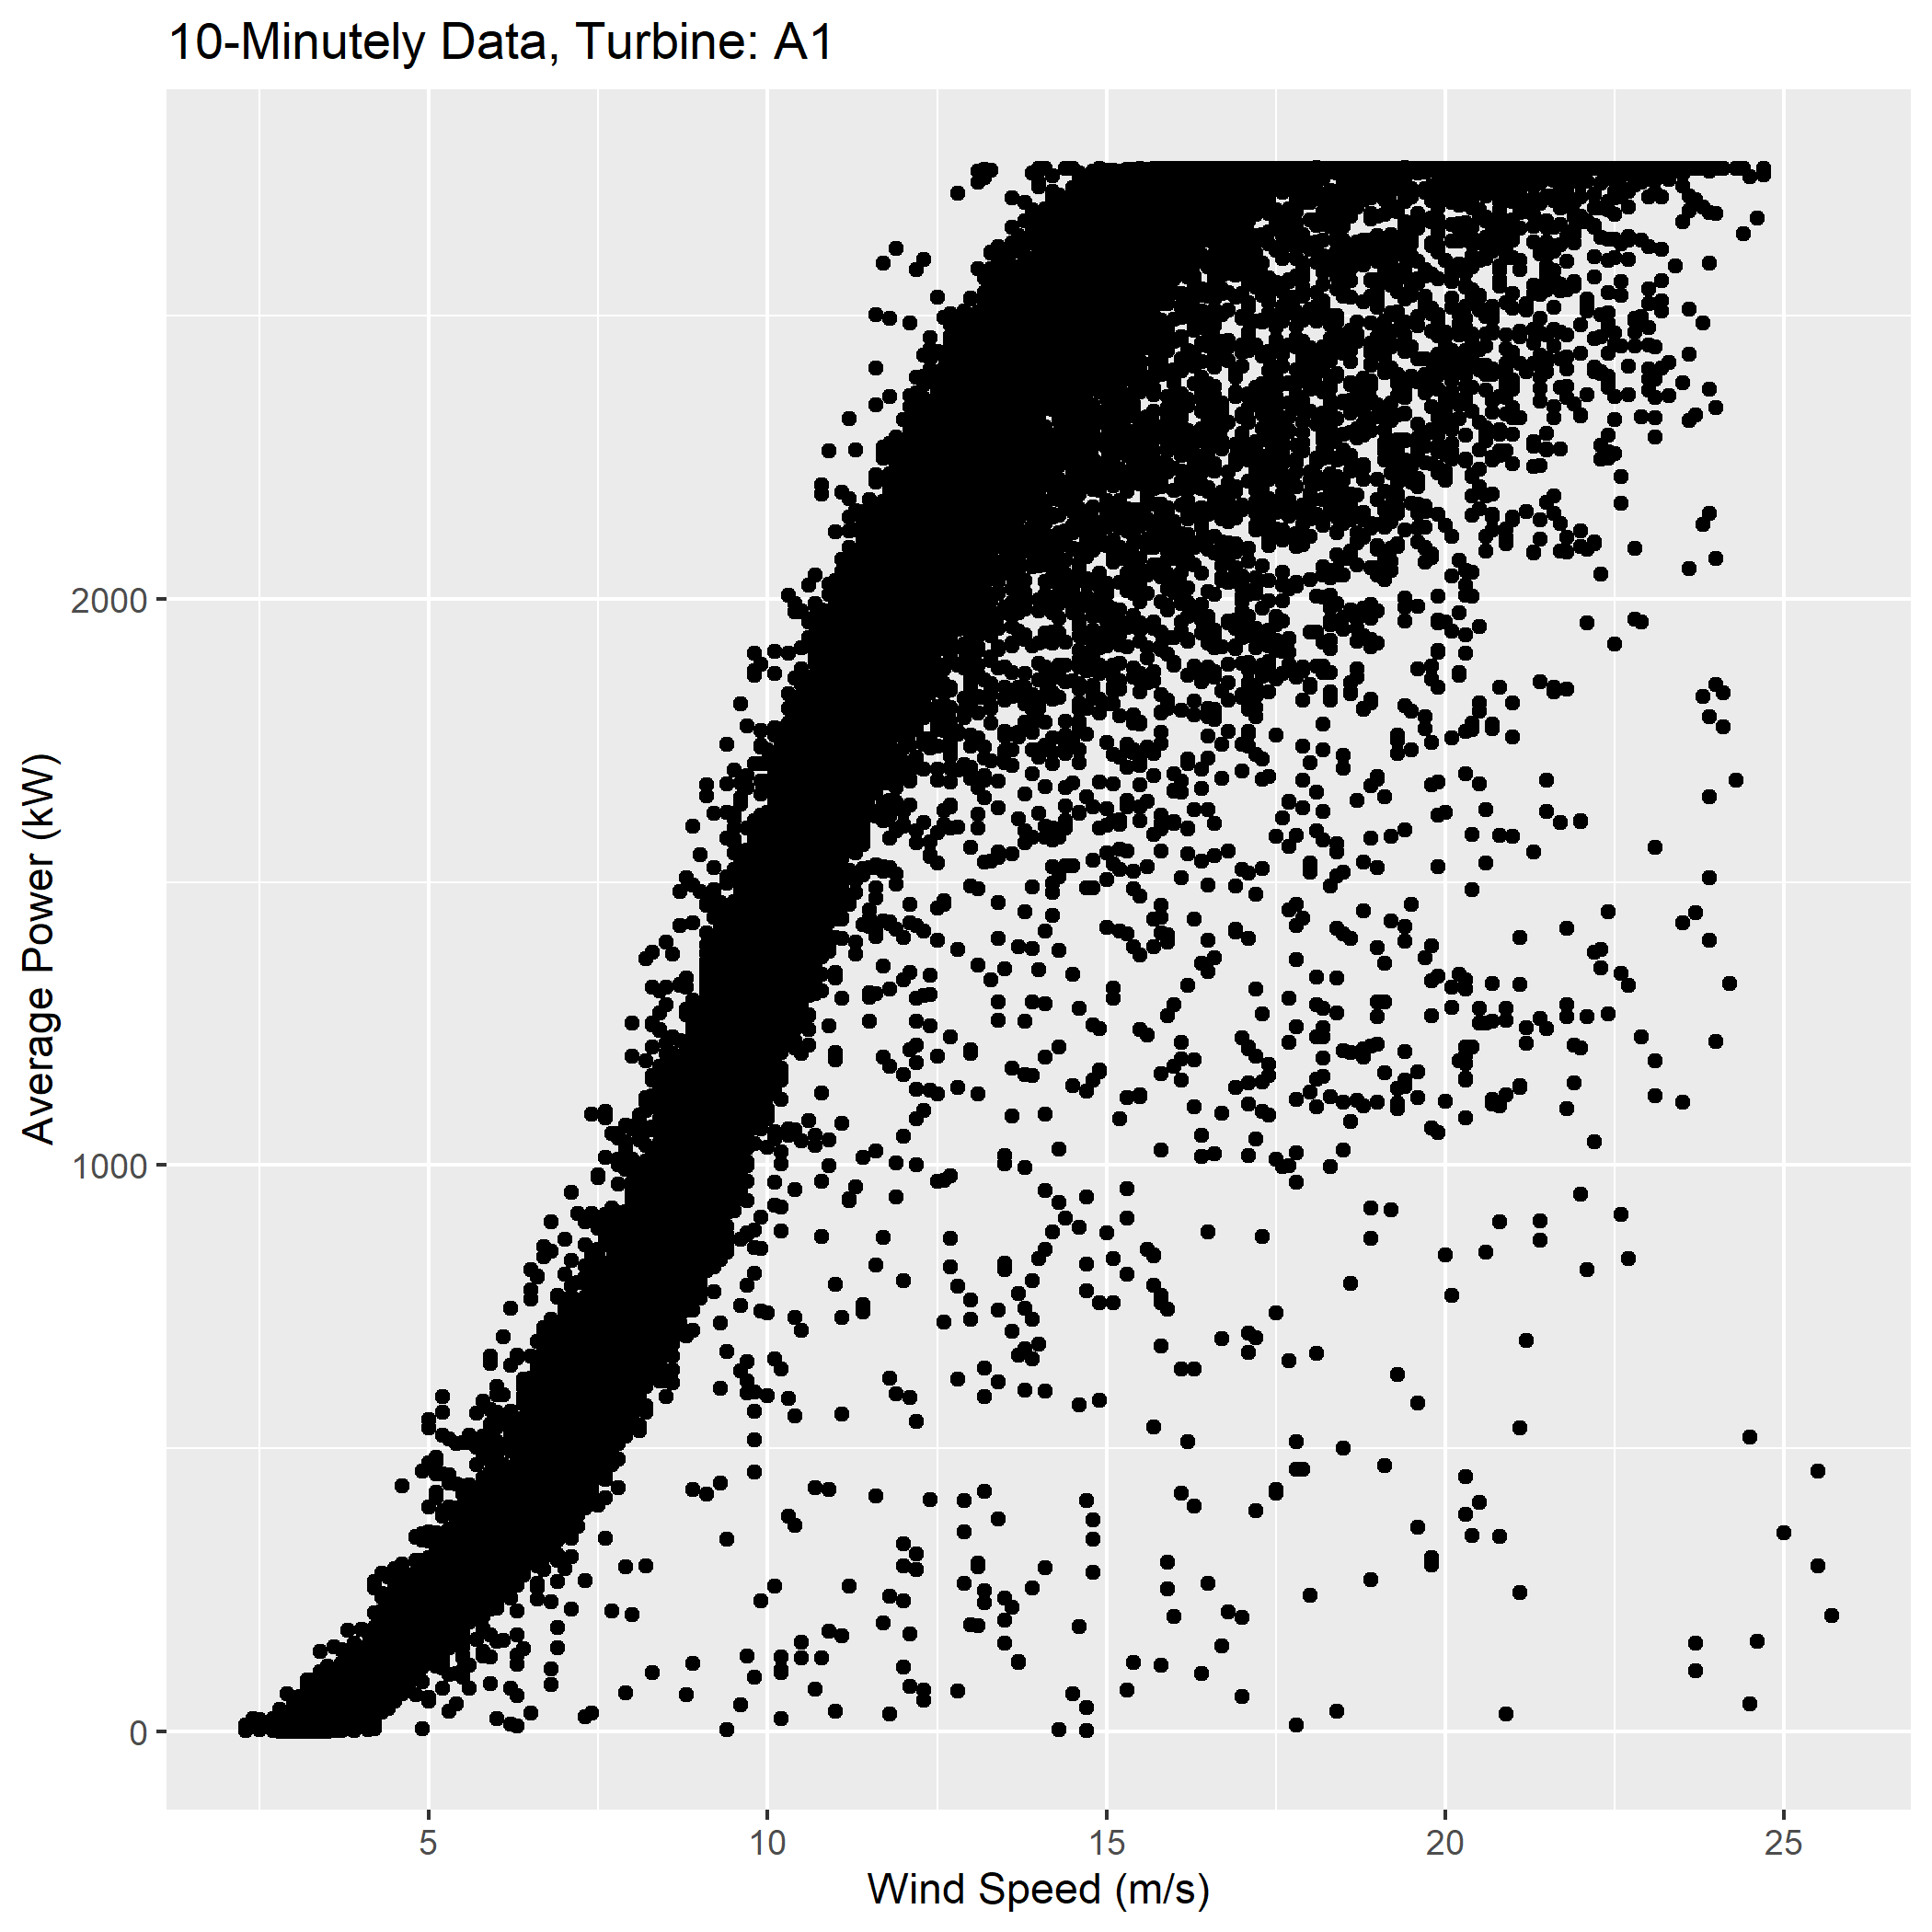 10-Minutely Data, Turbine: A1
Average Power (kW)
2000
1000
0
5 10 15 20 25
Wind Speed (m/s)